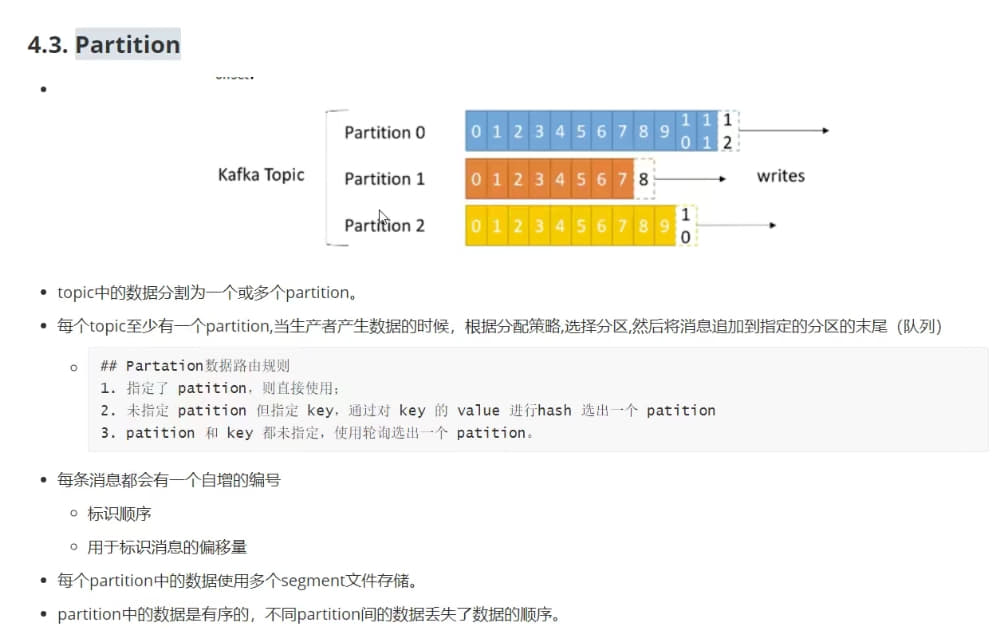 4.3. Partition
Partition 0 0 1 2 3 4 5 6 7 8 9 10 11 12
Kafka Topic Partition 1 0 1 2 3 4 5 6 7 8 writes
Partition 2 0 1 2 3 4 5 6 7 8 9 10
topic中的数据分割为一个或多个partition。
每个topic至少有一个partition,当生产者产生数据的时候，根据分配策略,选择分区,然后将消息追加到指定的分区的末尾（队列）
## Partation数据路由规则
1. 指定了 patition，则直接使用；
2. 未指定 patition 但指定 key，通过对 key 的 value 进行hash 选出一个 patition
3. patition 和 key 都未指定，使用轮询选出一个 patition。
每条消息都会有一个自增的编号
标识顺序
用于标识消息的偏移量
每个partition中的数据使用多个segment文件存储。
partition中的数据是有序的，不同partition间的数据丢失了数据的顺序。